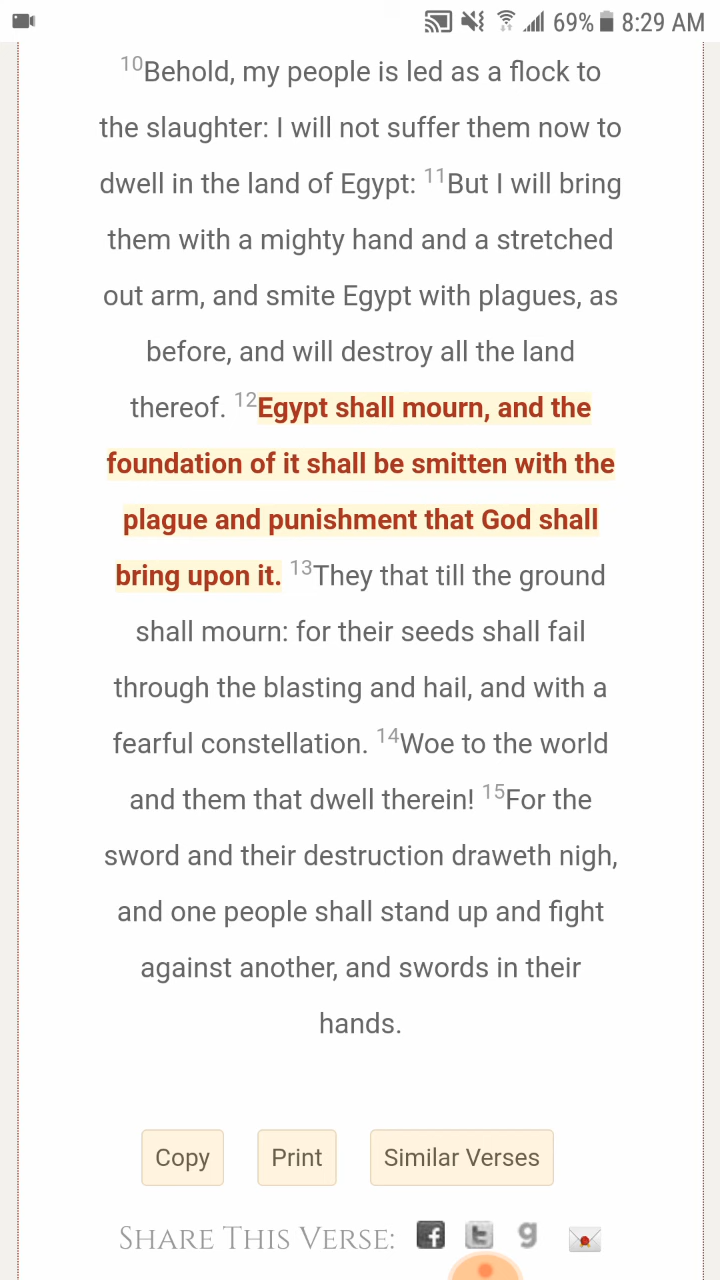 69% 8:29 AM
10Behold, my people is led as a flock to
the slaughter: I will not suffer them now to
dwell in the land of Egypt: 11But I will bring
them with a mighty hand and a stretched
out arm, and smite Egypt with plagues, as
before, and will destroy all the land
thereof. 12Egypt shall mourn, and the
foundation of it shall be smitten with the
plague and punishment that God shall
bring upon it. 13They that till the ground
shall mourn: for their seeds shall fail
through the blasting and hail, and with a
fearful constellation. 14Woe to the world
and them that dwell therein! 15For the
sword and their destruction draweth nigh,
and one people shall stand up and fight
against another, and swords in their
hands.
Copy Print Similar Verses
Share This Verse: f t g